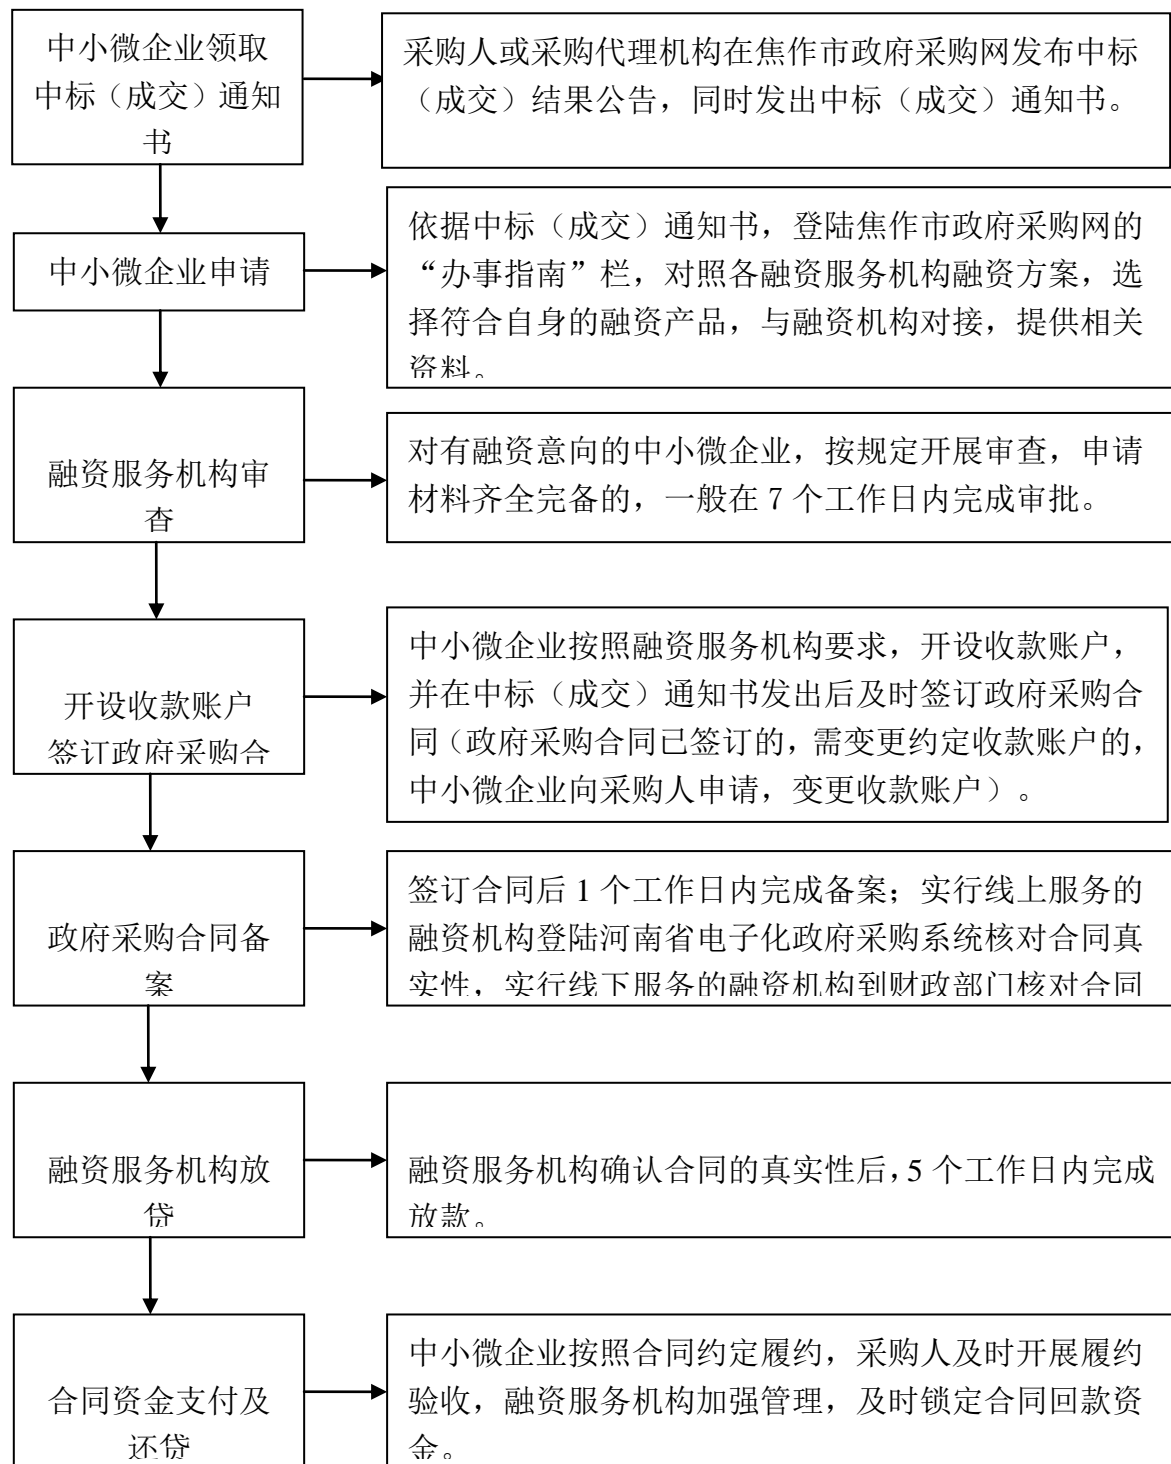 中小微企业领取
中标（成交）通知
书
采购人或采购代理机构在焦作市政府采购网发布中标
（成交）结果公告，同时发出中标（成交）通知书。
中小微企业申请
依据中标（成交）通知书，登陆焦作市政府采购网的
“办事指南”栏，对照各融资服务机构融资方案，选
择符合自身的融资产品，与融资机构对接，提供相关
资料。
融资服务机构审
查
对有融资意向的中小微企业，按规定开展审查，申请
材料齐全完备的，一般在 7 个工作日内完成审批。
开设收款账户
签订政府采购合
中小微企业按照融资服务机构要求，开设收款账户，
并在中标（成交）通知书发出后及时签订政府采购合
同（政府采购合同已签订的，需变更约定收款账户的，
中小微企业向采购人申请，变更收款账户）。
政府采购合同备
案
签订合同后 1 个工作日内完成备案；实行线上服务的
融资机构登陆河南省电子化政府采购系统核对合同真
实性，实行线下服务的融资机构到财政部门核对合同
融资服务机构放
贷
融资服务机构确认合同的真实性后，5 个工作日内完成
放款。
合同资金支付及
还贷
中小微企业按照合同约定履约，采购人及时开展履约
验收，融资服务机构加强管理，及时锁定合同回款资
金。